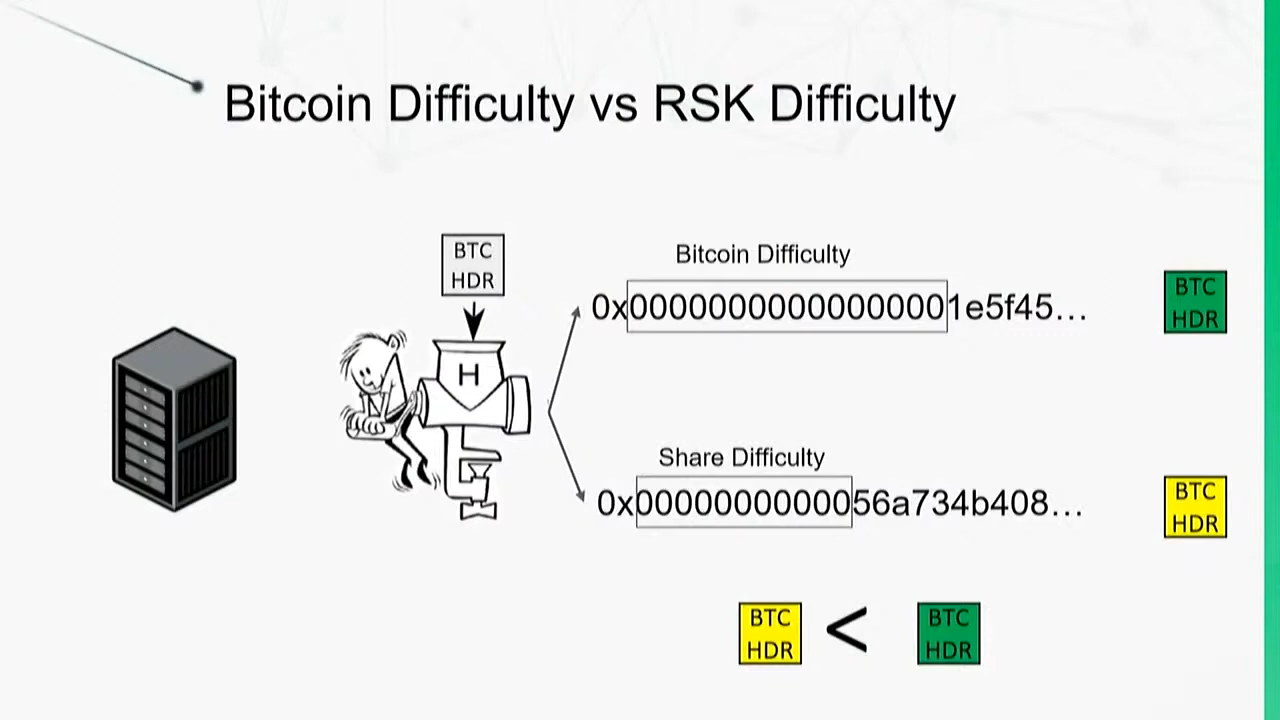 Bitcoin Difficulty vs RSK Difficulty
BTC
HDR
H
Bitcoin Difficulty
0x00000000000000001e5f45…
BTC
HDR
Share Difficulty
0x0000000000056a734b408…
BTC
HDR
BTC
HDR
<
BTC
HDR